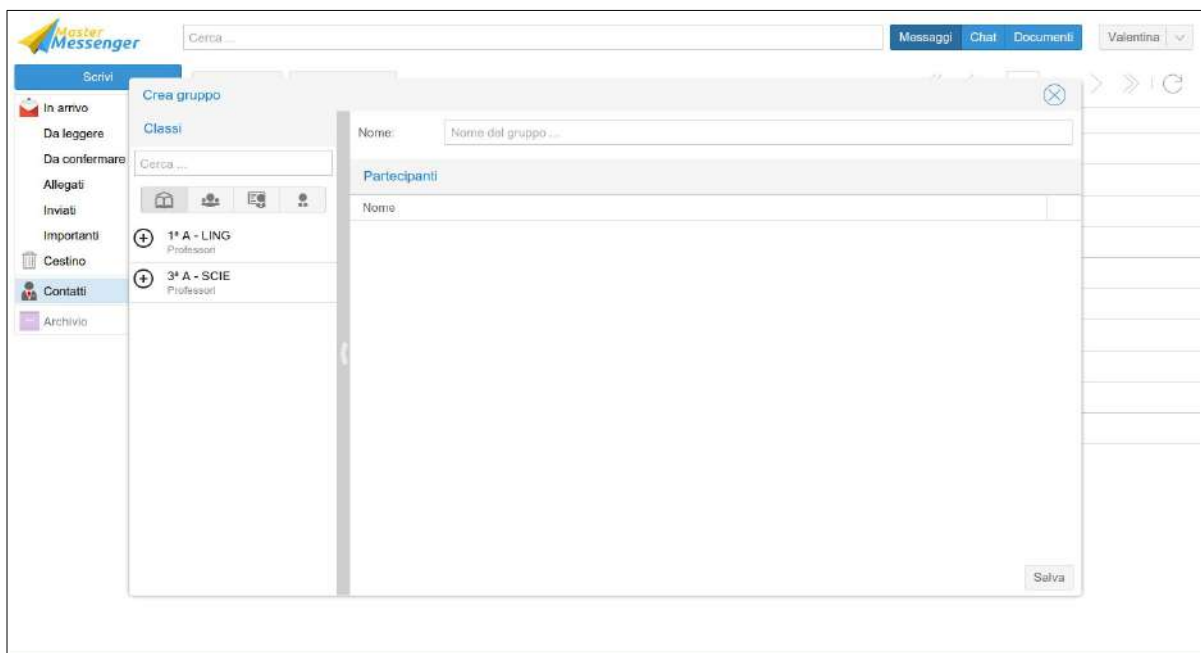 Master
Messenger
Cerca ...
Messaggi Chat Documenti
Valentina
Scrivi
In arrivo
Da leggere
Da confermare
Allegati
Inviati
Importanti
Cestino
Contatti
Archivio
Crea gruppo
Classi
Cerca ...
1ª A - LING
Professori
3ª A - SCIE
Professori
Nome:
Nome del gruppo ...
Partecipanti
Nome
Salva